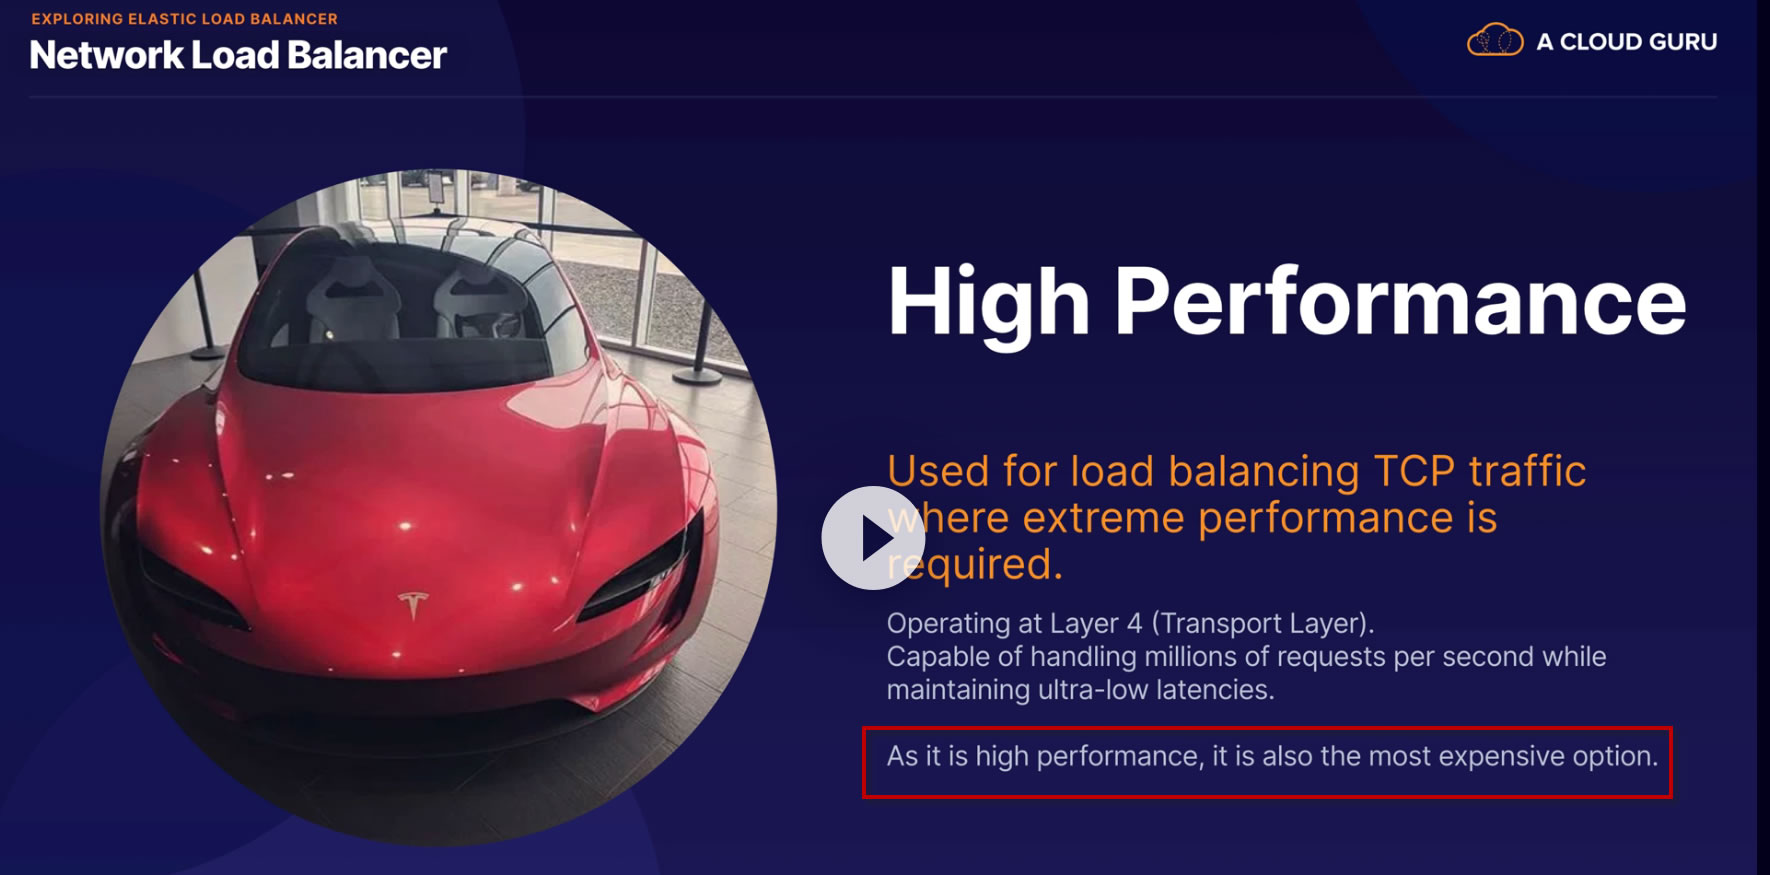 EXPLORING ELASTIC LOAD BALANCER
Network Load Balancer
A CLOUD GURU
High Performance
Used for load balancing TCP traffic
where extreme performance is
required.
Operating at Layer 4 (Transport Layer).
Capable of handling millions of requests per second while
maintaining ultra-low latencies.
As it is high performance, it is also the most expensive option.